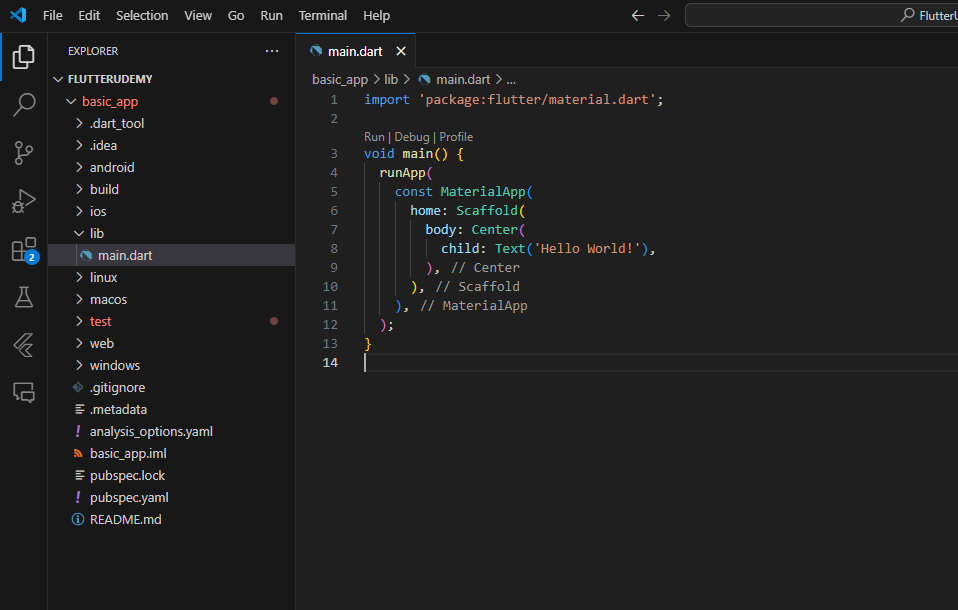 File Edit Selection View Go Run Terminal Help FlutterU
EXPLORER ...
main.dart
FLUTTERUDEMY
basic_app > lib > main.dart > ...
basic_app
.dart_tool
.idea
android
build
ios
lib
main.dart
linux
macos
test
web
windows
.gitignore
.metadata
! analysis_options.yaml
basic_app.iml
pubspec.lock
! pubspec.yaml
README.md
2
1 import 'package:flutter/material.dart';
2
Run | Debug | Profile
3 void main() {
4 runApp(
5 const MaterialApp(
6 home: Scaffold(
7 body: Center(
8 child: Text('Hello World!'),
9 ), // Center
10 ), // Scaffold
11 ), // MaterialApp
12 );
13 }
14